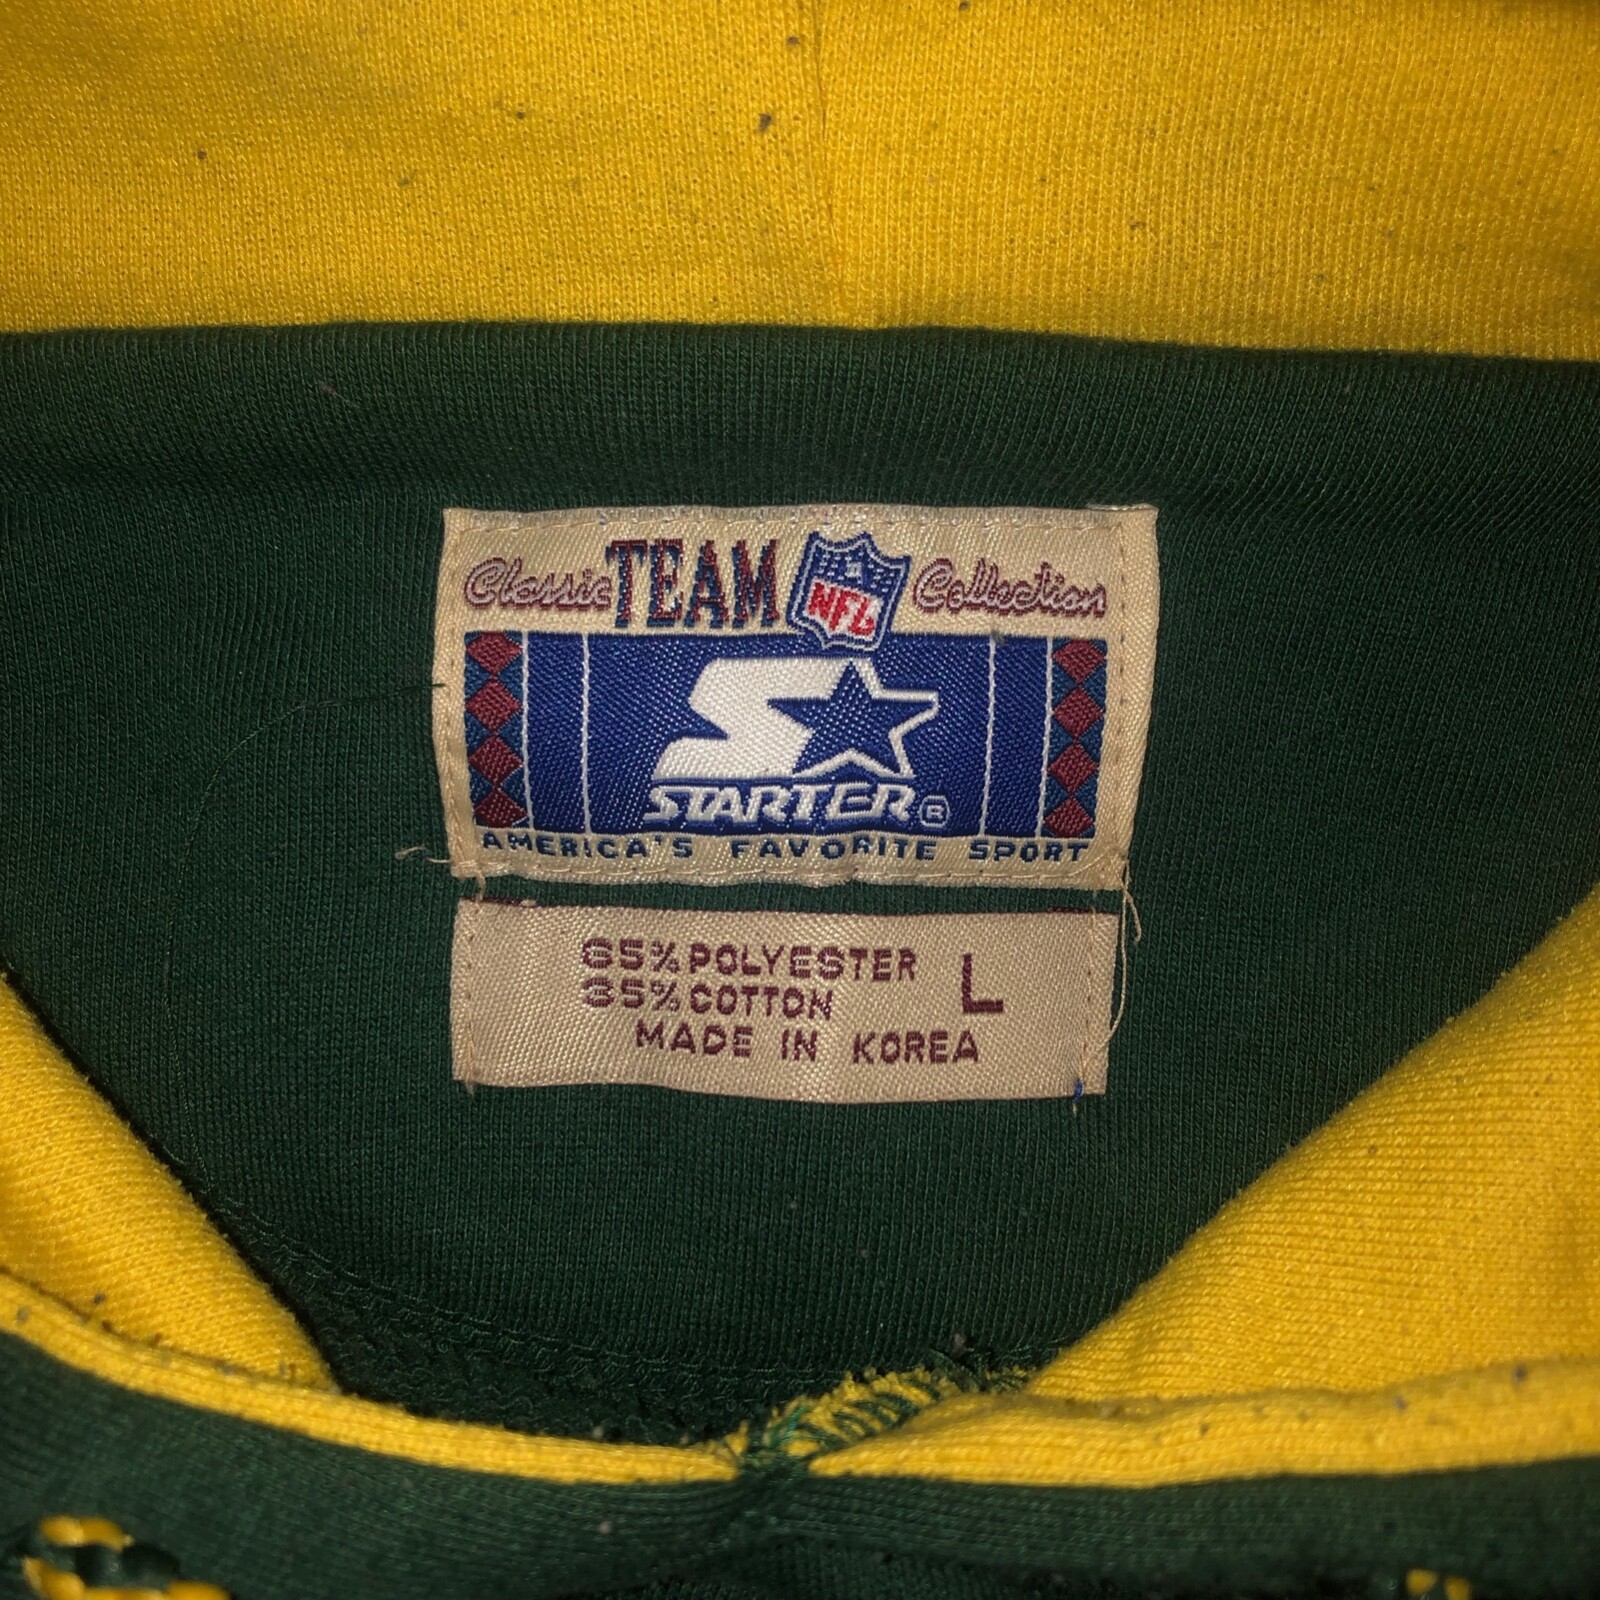 Classic TEAM NFL Collection
STARTER®
AMERICA'S FAVORITE SPORT
65% POLYESTER L
35% COTTON
MADE IN KOREA